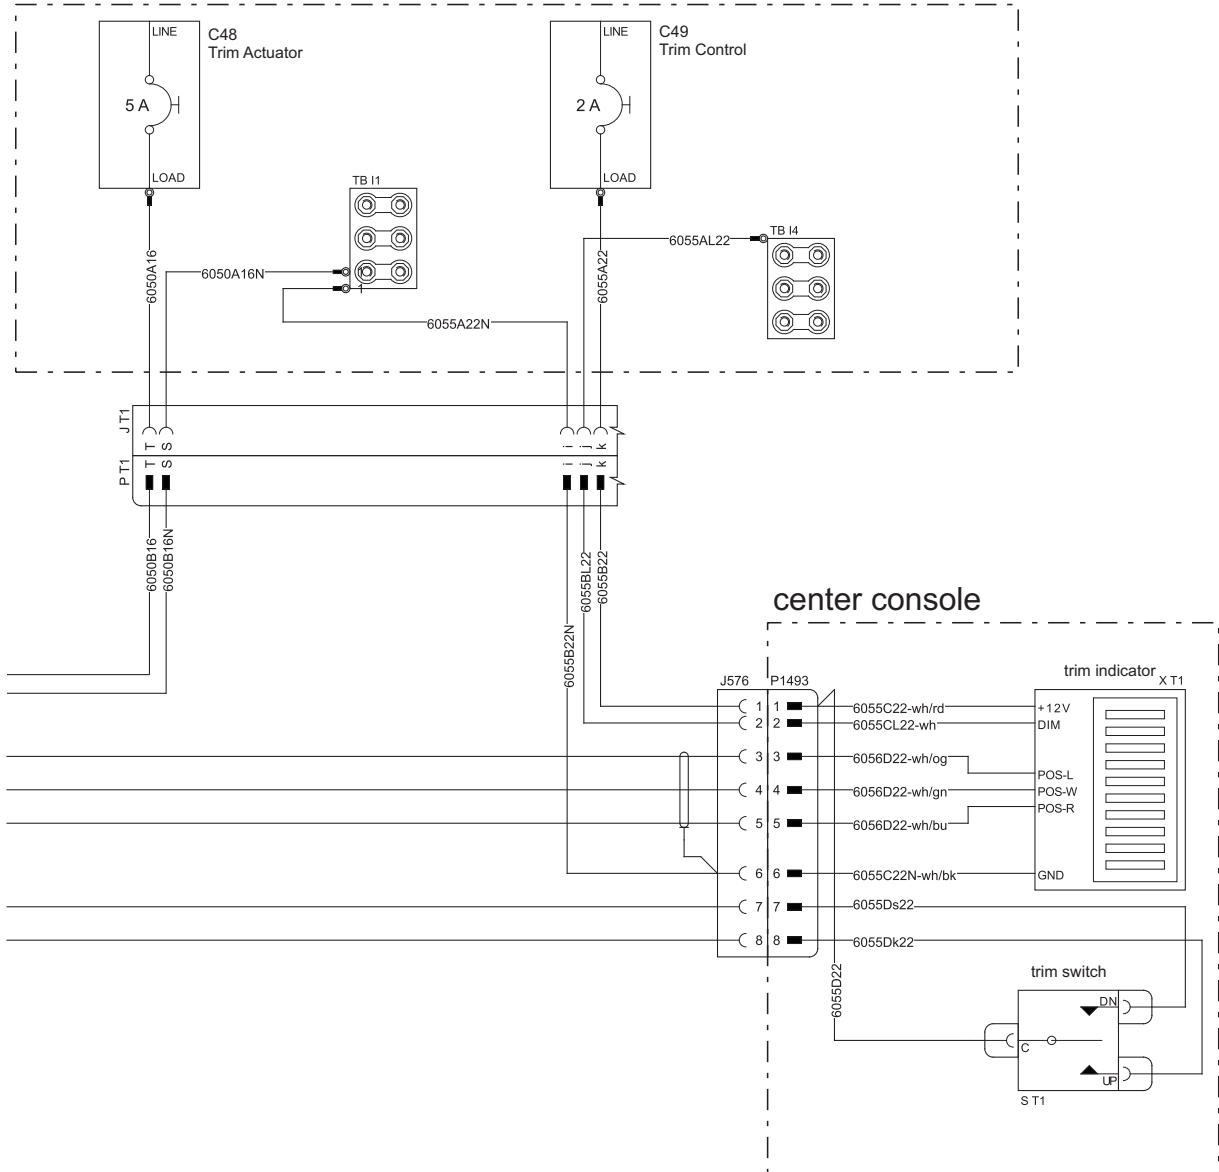 LINE
C48
Trim Actuator
5 A
LOAD
LINE
C49
Trim Control
2 A
LOAD
TB I1
TB I4
6050A16
6050A16N
1
1
6055A22N
6055AL22
6055A22
J T1
T
S
i
j
k
P T1
T
S
i
j
k
6050B16
6050B16N
6055B22N
6055BL22
6055B22
center console
J576
P1493
trim indicator
X T1
1
1
6055C22-wh/rd
+12V
2
2
6055CL22-wh
DIM
3
3
6056D22-wh/og
POS-L
4
4
6056D22-wh/gn
POS-W
5
5
6056D22-wh/bu
POS-R
6
6
6055C22N-wh/bk
GND
7
7
6055Ds22
8
8
6055Dk22
6055D22
trim switch
DN
C
UP
S T1